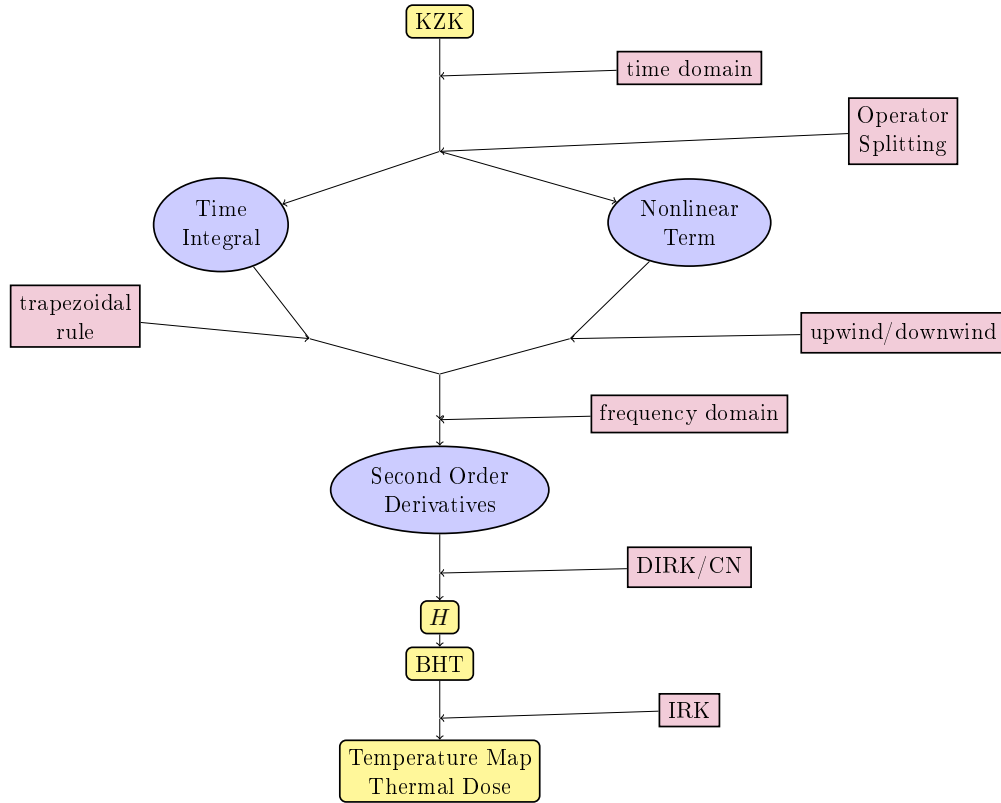 KZK
time domain
Operator
Splitting
Time
Integral
Nonlinear
Term
trapezoidal
rule
upwind/downwind
frequency domain
Second Order
Derivatives
DIRK/CN
H
BHT
IRK
Temperature Map
Thermal Dose